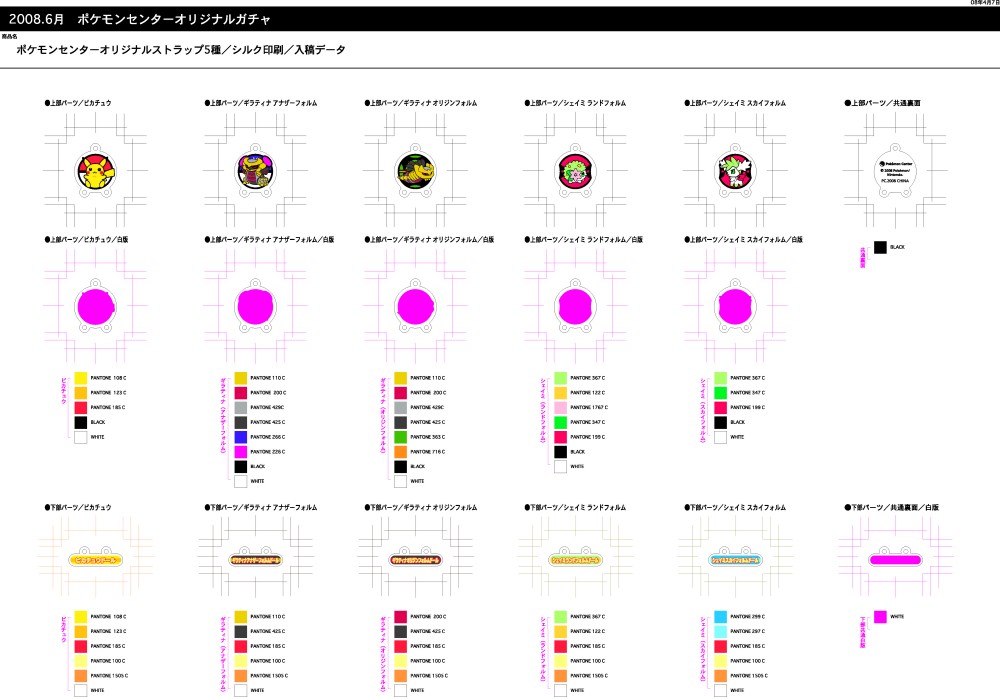 08年4月7日
2008.6月　ポケモンセンターオリジナルガチャ
商品名
ポケモンセンターオリジナルストラップ5種／シルク印刷／入稿データ
●上部パーツ／ピカチュウ
●上部パーツ／ギラティナ アナザーフォルム
●上部パーツ／ギラティナ オリジンフォルム
●上部パーツ／シェイミ ランドフォルム
●上部パーツ／シェイミ スカイフォルム
●上部パーツ／共通裏面
Pokémon Center
© 2008 Pokémon/
Nintendo.
PC.2008 CHINA
●上部パーツ／ピカチュウ／白版
●上部パーツ／ギラティナ アナザーフォルム／白版
●上部パーツ／ギラティナ オリジンフォルム／白版
●上部パーツ／シェイミ ランドフォルム／白版
●上部パーツ／シェイミ スカイフォルム／白版
共通裏面
BLACK
ピカチュウ
PANTONE 108 C
PANTONE 123 C
PANTONE 185 C
BLACK
WHITE
ギラティナ（アナザーフォルム）
PANTONE 110 C
PANTONE 200 C
PANTONE 429C
PANTONE 425 C
PANTONE 266 C
PANTONE 226 C
BLACK
WHITE
ギラティナ（オリジンフォルム）
PANTONE 110 C
PANTONE 200 C
PANTONE 429C
PANTONE 425 C
PANTONE 363 C
PANTONE 716 C
BLACK
WHITE
シェイミ（ランドフォルム）
PANTONE 367 C
PANTONE 122 C
PANTONE 1767 C
PANTONE 347 C
PANTONE 199 C
BLACK
WHITE
シェイミ（スカイフォルム）
PANTONE 367 C
PANTONE 347 C
PANTONE 199 C
BLACK
WHITE
●下部パーツ／ピカチュウ
●下部パーツ／ギラティナ アナザーフォルム
●下部パーツ／ギラティナ オリジンフォルム
●下部パーツ／シェイミ ランドフォルム
●下部パーツ／シェイミ スカイフォルム
●下部パーツ／共通裏面／白版
ピカチュウ
PANTONE 108 C
PANTONE 123 C
PANTONE 185 C
PANTONE 100 C
PANTONE 1505 C
WHITE
ギラティナ（アナザーフォルム）
PANTONE 110 C
PANTONE 425 C
PANTONE 185 C
PANTONE 100 C
PANTONE 1505 C
WHITE
ギラティナ（オリジンフォルム）
PANTONE 200 C
PANTONE 425 C
PANTONE 185 C
PANTONE 100 C
PANTONE 1505 C
WHITE
シェイミ（ランドフォルム）
PANTONE 367 C
PANTONE 122 C
PANTONE 185 C
PANTONE 100 C
PANTONE 1505 C
WHITE
シェイミ（スカイフォルム）
PANTONE 299 C
PANTONE 297 C
PANTONE 185 C
PANTONE 100 C
PANTONE 1505 C
WHITE
下部共通白版
WHITE